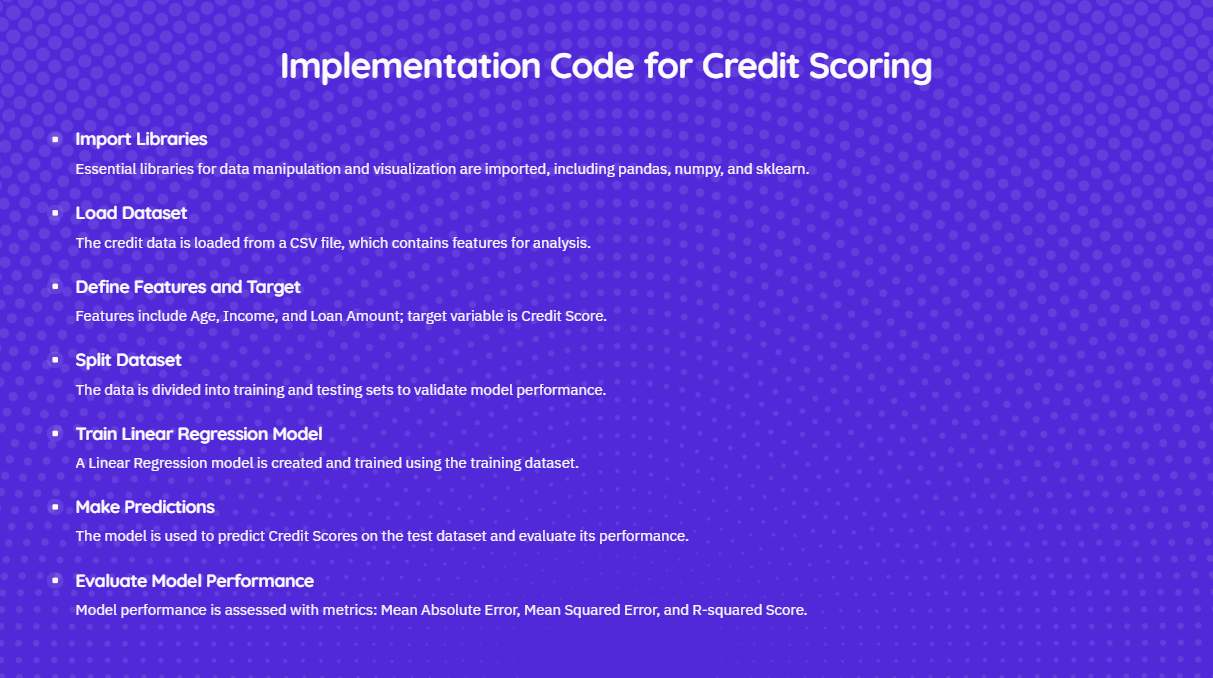 Implementation Code for Credit Scoring
Import Libraries
Essential libraries for data manipulation and visualization are imported, including pandas, numpy, and sklearn.
Load Dataset
The credit data is loaded from a CSV file, which contains features for analysis.
Define Features and Target
Features include Age, Income, and Loan Amount; target variable is Credit Score.
Split Dataset
The data is divided into training and testing sets to validate model performance.
Train Linear Regression Model
A Linear Regression model is created and trained using the training dataset.
Make Predictions
The model is used to predict Credit Scores on the test dataset and evaluate its performance.
Evaluate Model Performance
Model performance is assessed with metrics: Mean Absolute Error, Mean Squared Error, and R-squared Score.